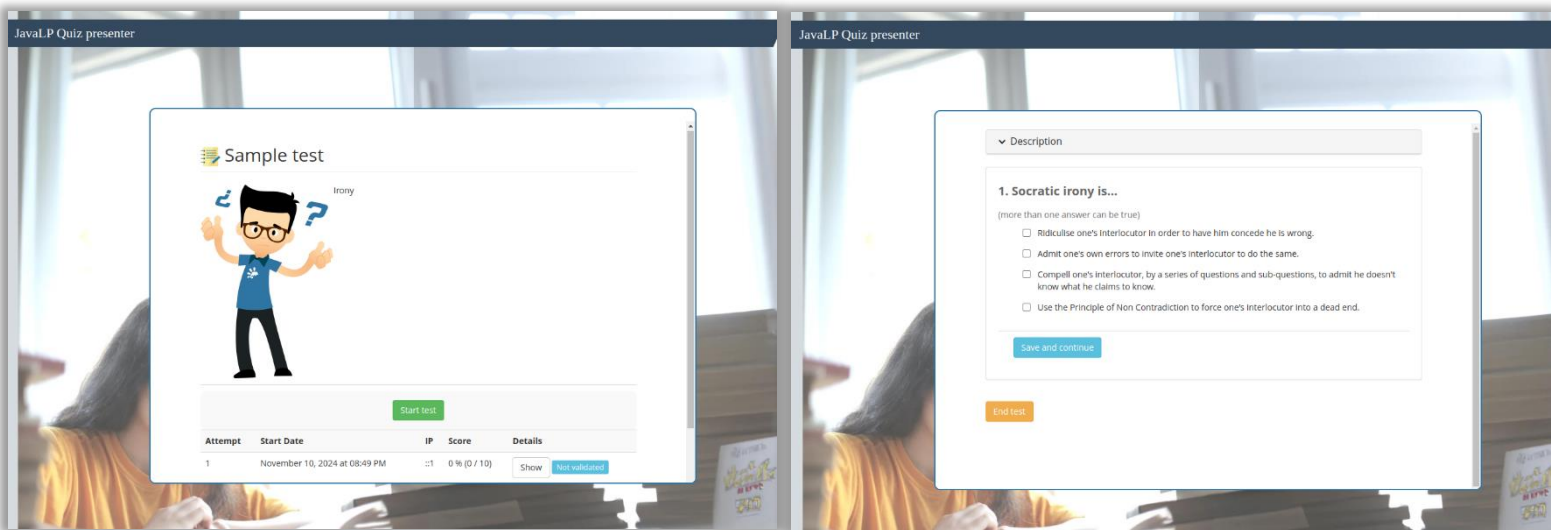 JavaLP Quiz presenter
Sample test
Irony
¿ ?
Start test
Attempt Start Date IP Score Details
1 November 10, 2024 at 08:49 PM ::1 0 % (0 / 10) Show Not validated
JavaLP Quiz presenter
Description
1. Socratic irony is...
(more than one answer can be true)
Ridiculise one's interlocutor in order to have him concede he is wrong.
Admit one's own errors to invite one's interlocutor to do the same.
Compell one's interlocutor, by a series of questions and sub-questions, to admit he doesn't
know what he claims to know.
Use the Principle of Non Contradiction to force one's interlocutor into a dead end.
Save and continue
End test